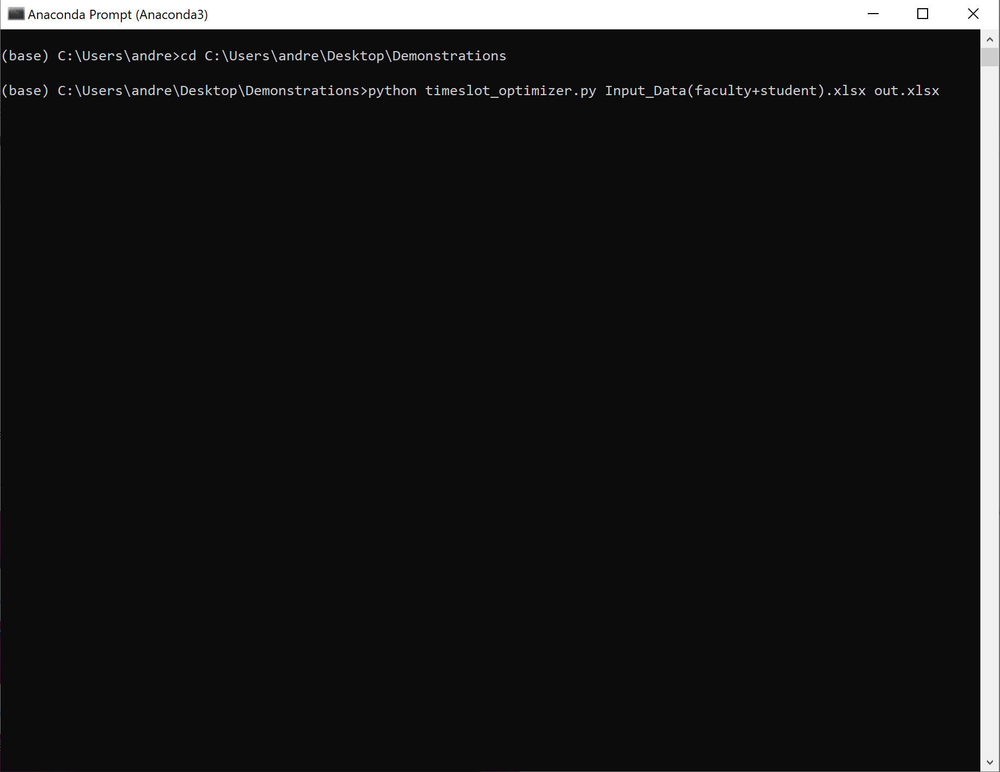 Anaconda Prompt (Anaconda3)
(base) C:\Users\andre>cd C:\Users\andre\Desktop\Demonstrations
(base) C:\Users\andre\Desktop\Demonstrations>python timeslot_optimizer.py Input_Data(faculty+student).xlsx out.xlsx